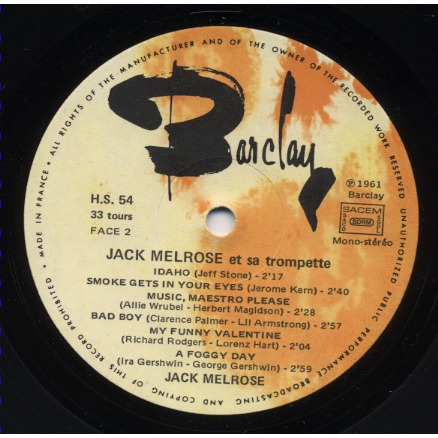 • ALL RIGHTS OF THE MANUFACTURER AND OF THE OWNER OF THE RECORDED WORK RESERVED • UNAUTHORIZED PUBLIC PERFORMANCE BROADCASTING AND COPYING OF THIS RECORD PROHIBITED • MADE IN FRANCE
Barclay
H.S. 54
33 tours
FACE 2
℗ 1961
Barclay
SACEM
SDRM
Mono-stéréo
JACK MELROSE et sa trompette
IDAHO (Jeff Stone) - 2'17
SMOKE GETS IN YOUR EYES (Jerome Kern) - 2'40
MUSIC, MAESTRO PLEASE
(Allie Wrubel - Herbert Magidson) - 2'28
BAD BOY (Clarence Palmer - Lil Armstrong) - 2'57
MY FUNNY VALENTINE
(Richard Rodgers - Lorenz Hart) - 2'04
A FOGGY DAY
(Ira Gershwin - George Gershwin) - 2'59
JACK MELROSE